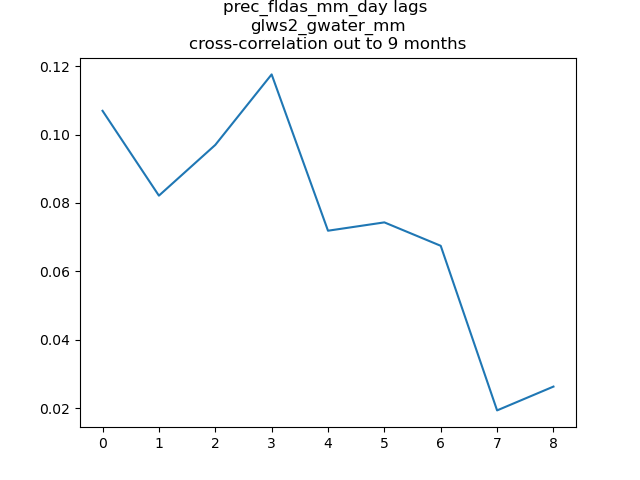 prec_fldas_mm_day lags
glws2_gwater_mm
cross-correlation out to 9 months
0.12
0.10
0.08
0.06
0.04
0.02
0 1 2 3 4 5 6 7 8